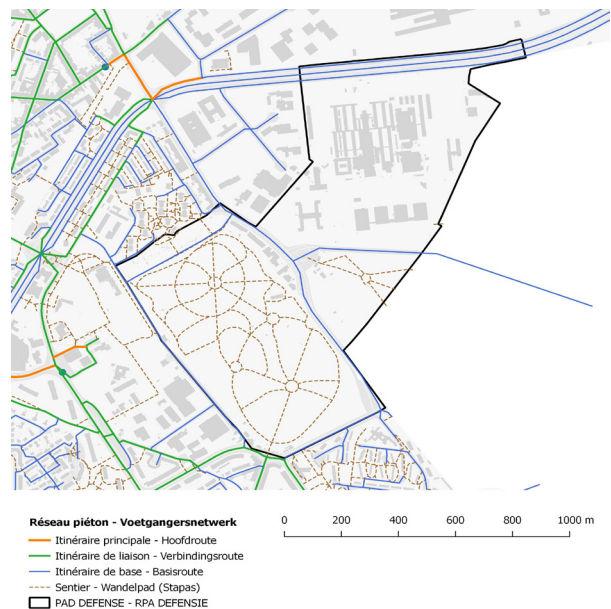 Réseau piéton - Voetgangersnetwerk
Itinéraire principale - Hoofdroute
Itinéraire de liaison - Verbindingsroute
Itinéraire de base - Basisroute
Sentier - Wandelpad (Stapas)
PAD DEFENSE - RPA DEFENSIE
0 200 400 600 800 1000 m